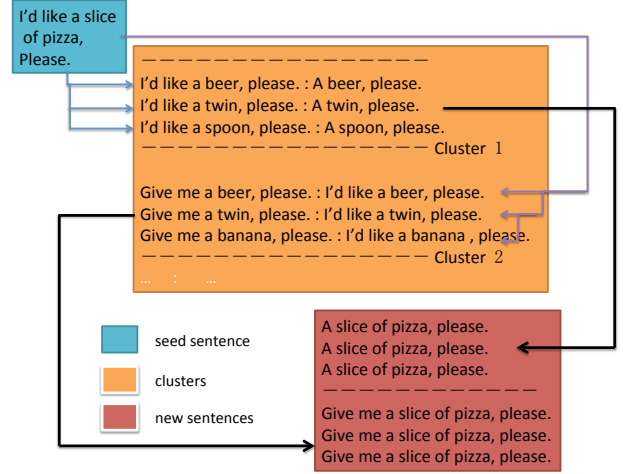 I'd like a slice
of pizza,
Please.
I'd like a beer, please. : A beer, please.
I'd like a twin, please. : A twin, please.
I'd like a spoon, please. : A spoon, please.
Cluster 1
Give me a beer, please. : I'd like a beer, please.
Give me a twin, please. : I'd like a twin, please.
Give me a banana, please. : I'd like a banana , please.
Cluster 2
... : ...
A slice of pizza, please.
A slice of pizza, please.
A slice of pizza, please.
Give me a slice of pizza, please.
Give me a slice of pizza, please.
Give me a slice of pizza, please.
seed sentence
clusters
new sentences